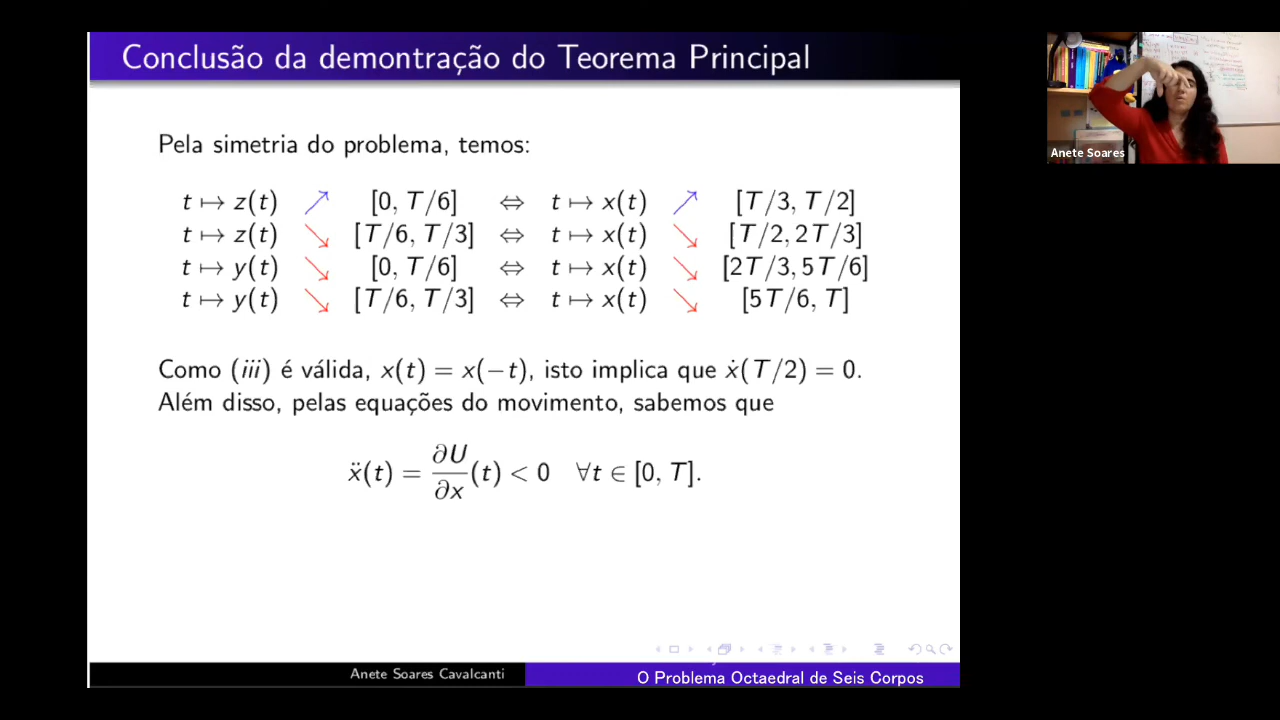 Conclusão da demontração do Teorema Principal
Anete Soares
Pela simetria do problema, temos:
t ↦ z(t) ↗ [0, T/6] ⇔ t ↦ x(t) ↗ [T/3, T/2]
t ↦ z(t) ↘ [T/6, T/3] ⇔ t ↦ x(t) ↘ [T/2, 2T/3]
t ↦ y(t) ↘ [0, T/6] ⇔ t ↦ x(t) ↘ [2T/3, 5T/6]
t ↦ y(t) ↘ [T/6, T/3] ⇔ t ↦ x(t) ↘ [5T/6, T]
Como (iii) é válida, x(t) = x(−t), isto implica que ẋ(T/2) = 0.
Além disso, pelas equações do movimento, sabemos que
ẍ(t) = ∂U/∂x (t) < 0 ∀t ∈ [0, T].
Anete Soares Cavalcanti
O Problema Octaedral de Seis Corpos